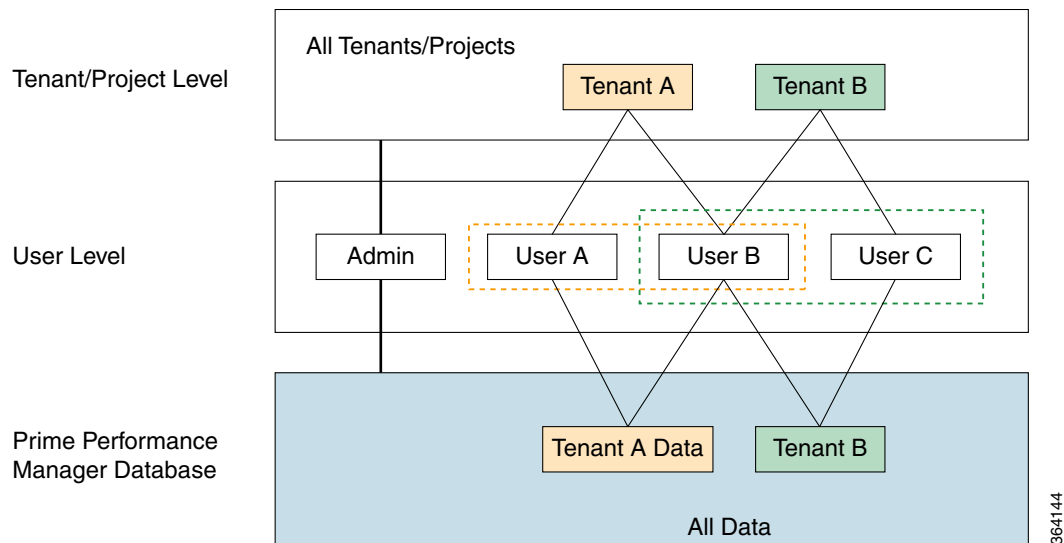 All Tenants/Projects
Tenant/Project Level
Tenant A
Tenant B
User Level
Admin
User A
User B
User C
Prime Performance
Manager Database
Tenant A Data
Tenant B
All Data
364144